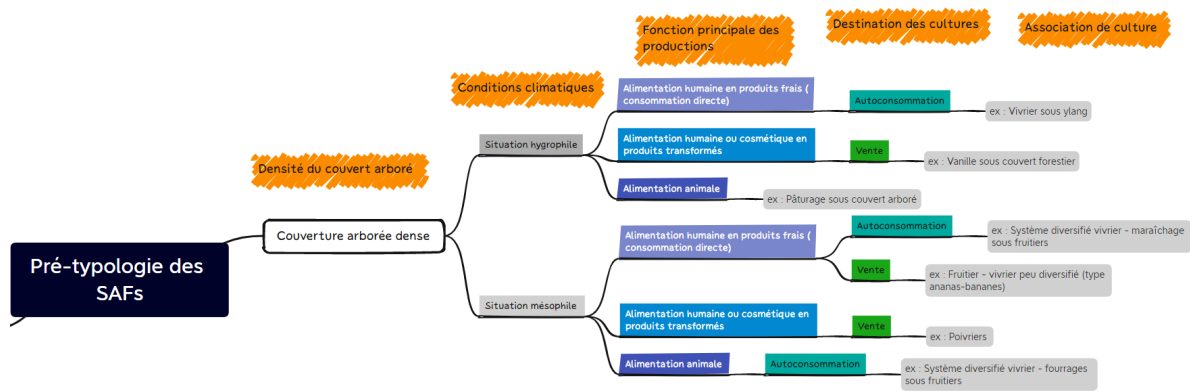 Fonction principale des
productions
Destination des cultures
Association de culture
Conditions climatiques
Densité du couvert arboré
Pré-typologie des
SAFs
Couverture arborée dense
Situation hygrophile
Alimentation humaine en produits frais (
consommation directe)
Autoconsommation
ex : Vivrier sous ylang
Alimentation humaine ou cosmétique en
produits transformés
Vente
ex : Vanille sous couvert forestier
Alimentation animale
ex : Pâturage sous couvert arboré
Situation mésophile
Alimentation humaine en produits frais (
consommation directe)
Autoconsommation
ex : Système diversifié vivrier - maraîchage
sous fruitiers
Vente
ex : Fruitier - vivrier peu diversifié (type
ananas-bananes)
Alimentation humaine ou cosmétique en
produits transformés
Vente
ex : Poivriers
Alimentation animale
Autoconsommation
ex : Système diversifié vivrier - fourrages
sous fruitiers